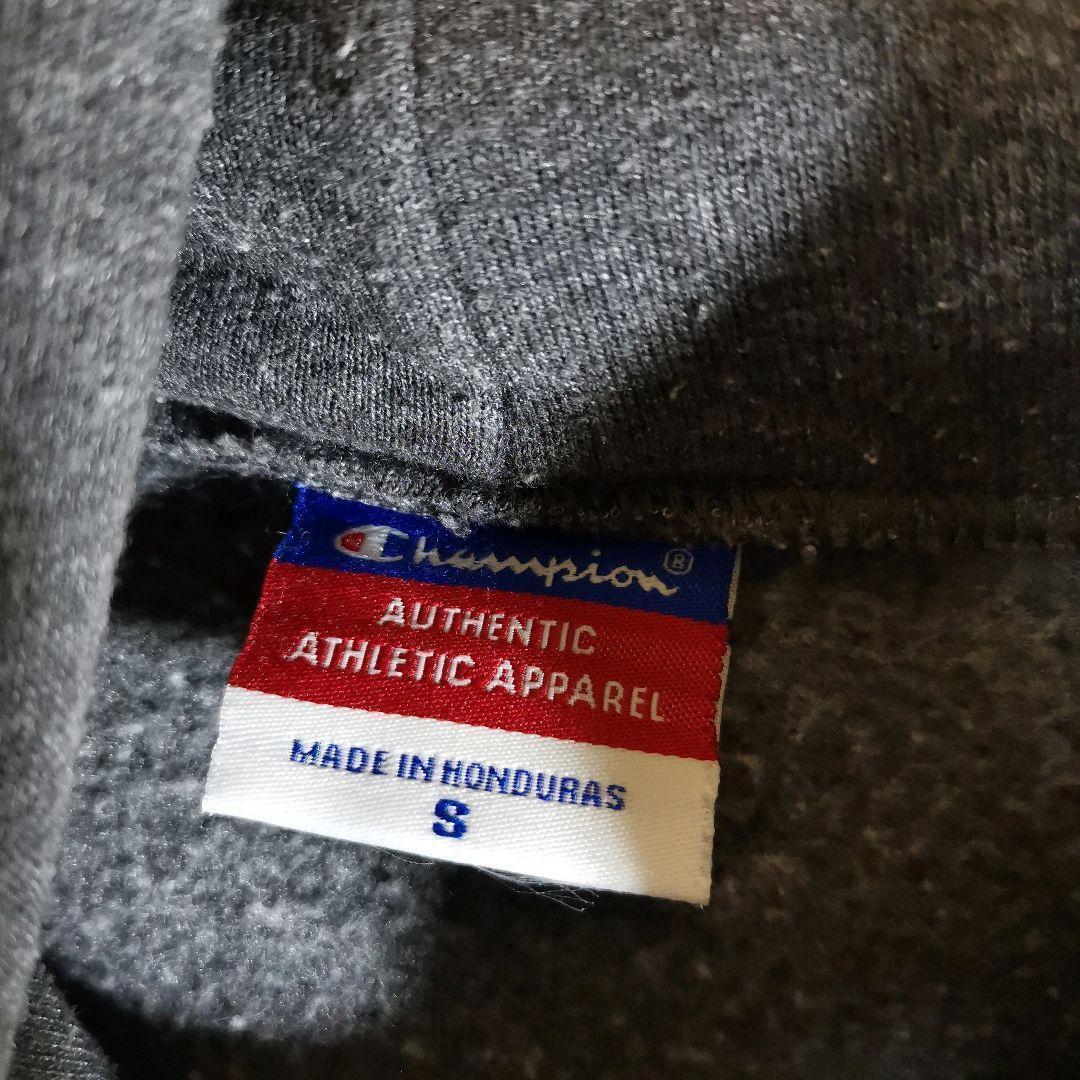 Champion®
AUTHENTIC
ATHLETIC APPAREL
MADE IN HONDURAS
S